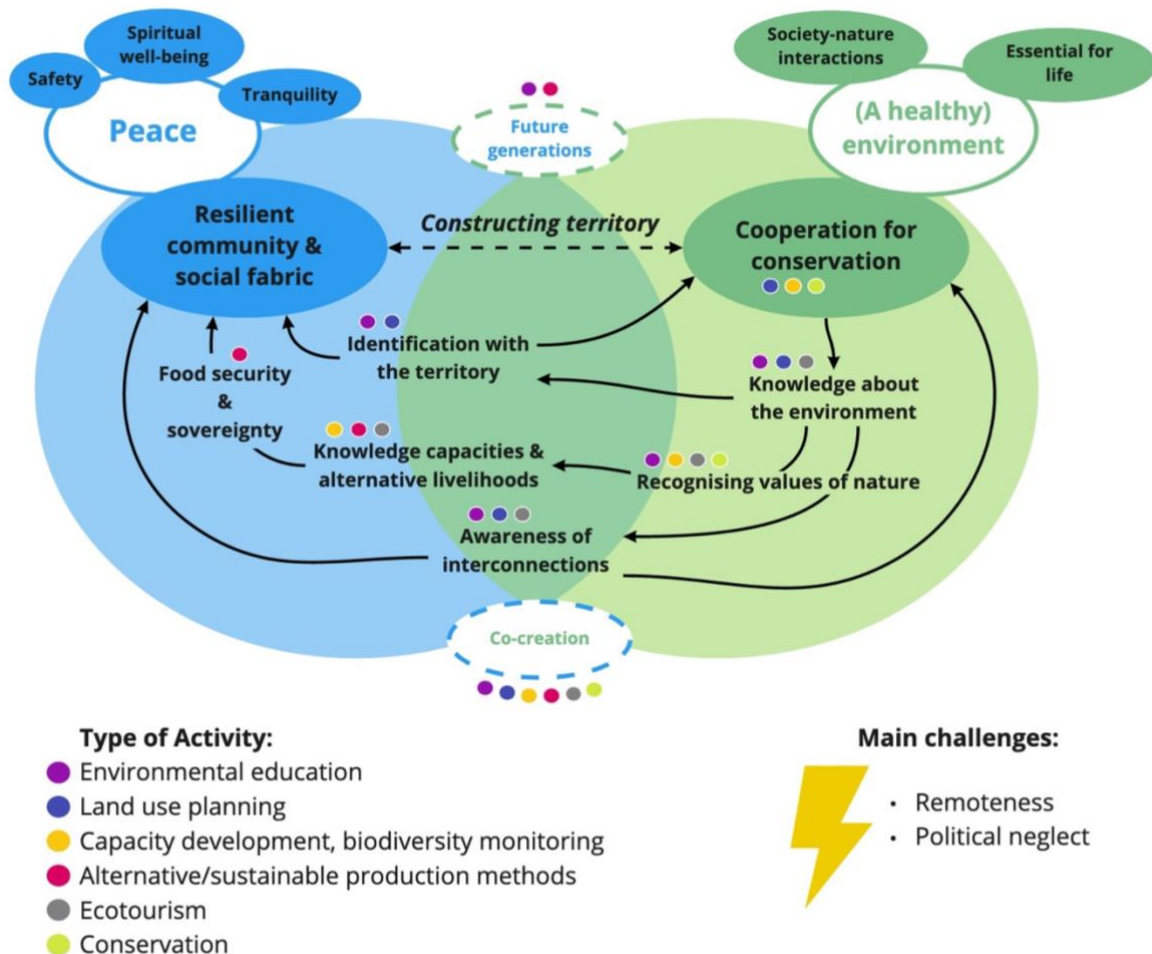 Spiritual
well-being
Safety
Tranquility
Peace
Society-nature
interactions
Essential for
life
(A healthy)
environment
Future
generations
Resilient
community &
social fabric
Constructing territory
Cooperation for
conservation
Identification with
the territory
Food security
&
sovereignty
Knowledge about
the environment
Knowledge capacities &
alternative livelihoods
Recognising values of nature
Awareness of
interconnections
Co-creation
Type of Activity:
Environmental education
Land use planning
Capacity development, biodiversity monitoring
Alternative/sustainable production methods
Ecotourism
Conservation
Main challenges:
· Remoteness
· Political neglect